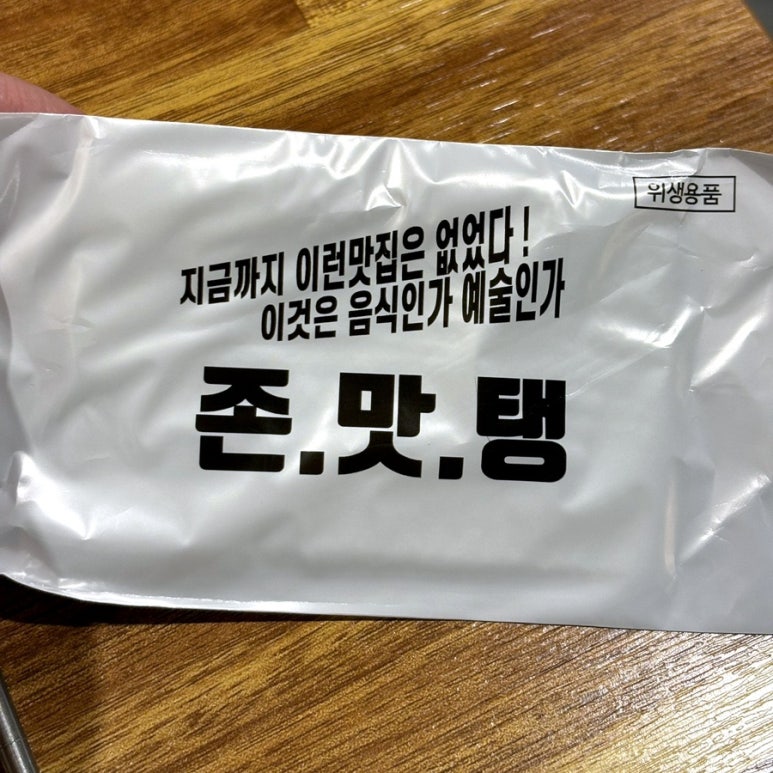 위생용품
지금까지 이런맛집은 없었다!
이것은 음식인가 예술인가
존.맛.탱